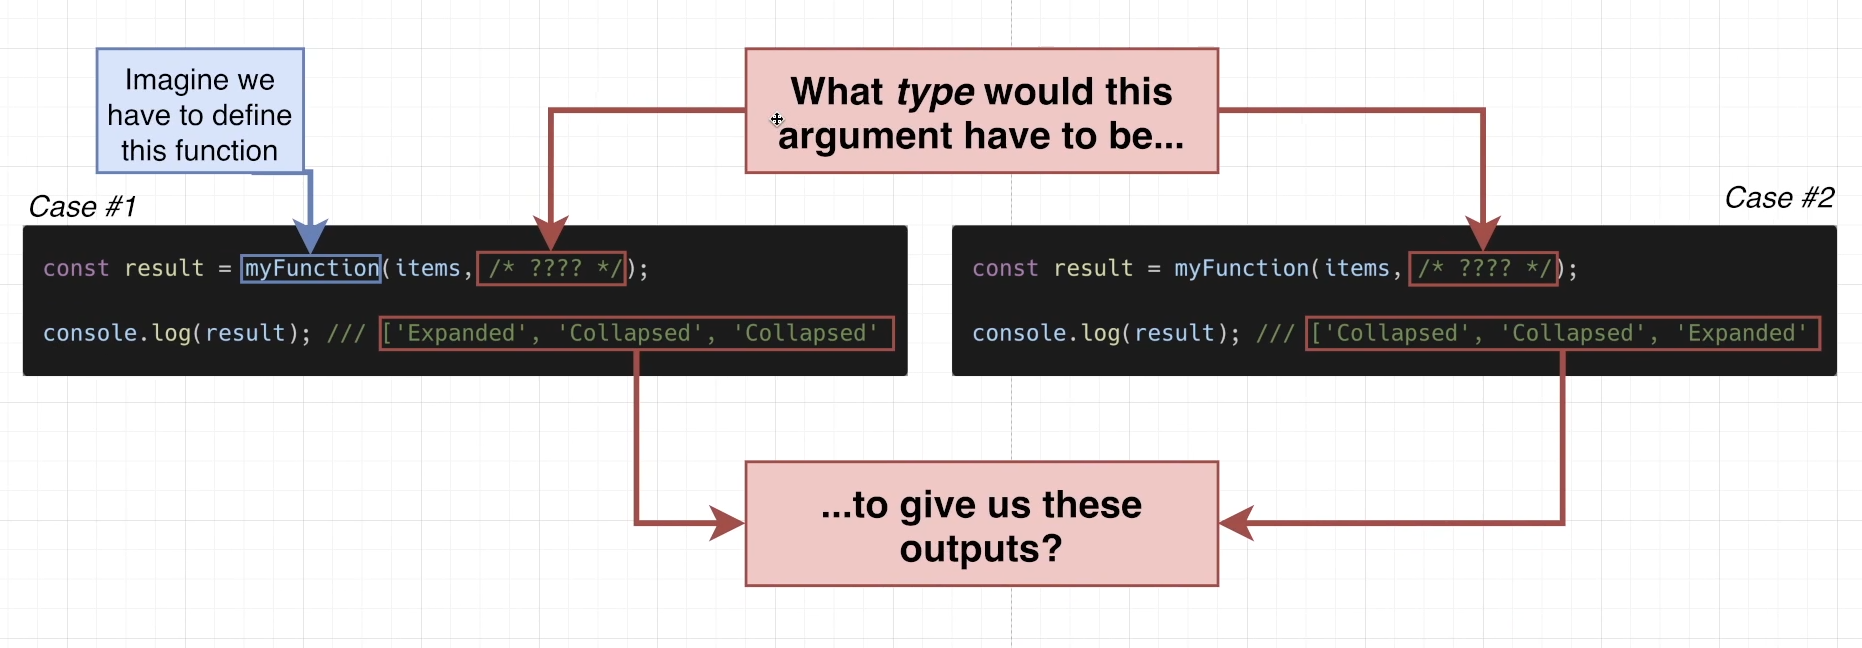 Imagine we
have to define
this function
What type would this
argument have to be...
Case #1
Case #2
const result = myFunction(items, /* ???? */);
console.log(result); /// ['Expanded', 'Collapsed', 'Collapsed'
const result = myFunction(items, /* ???? */);
console.log(result); /// ['Collapsed', 'Collapsed', 'Expanded'
...to give us these
outputs?